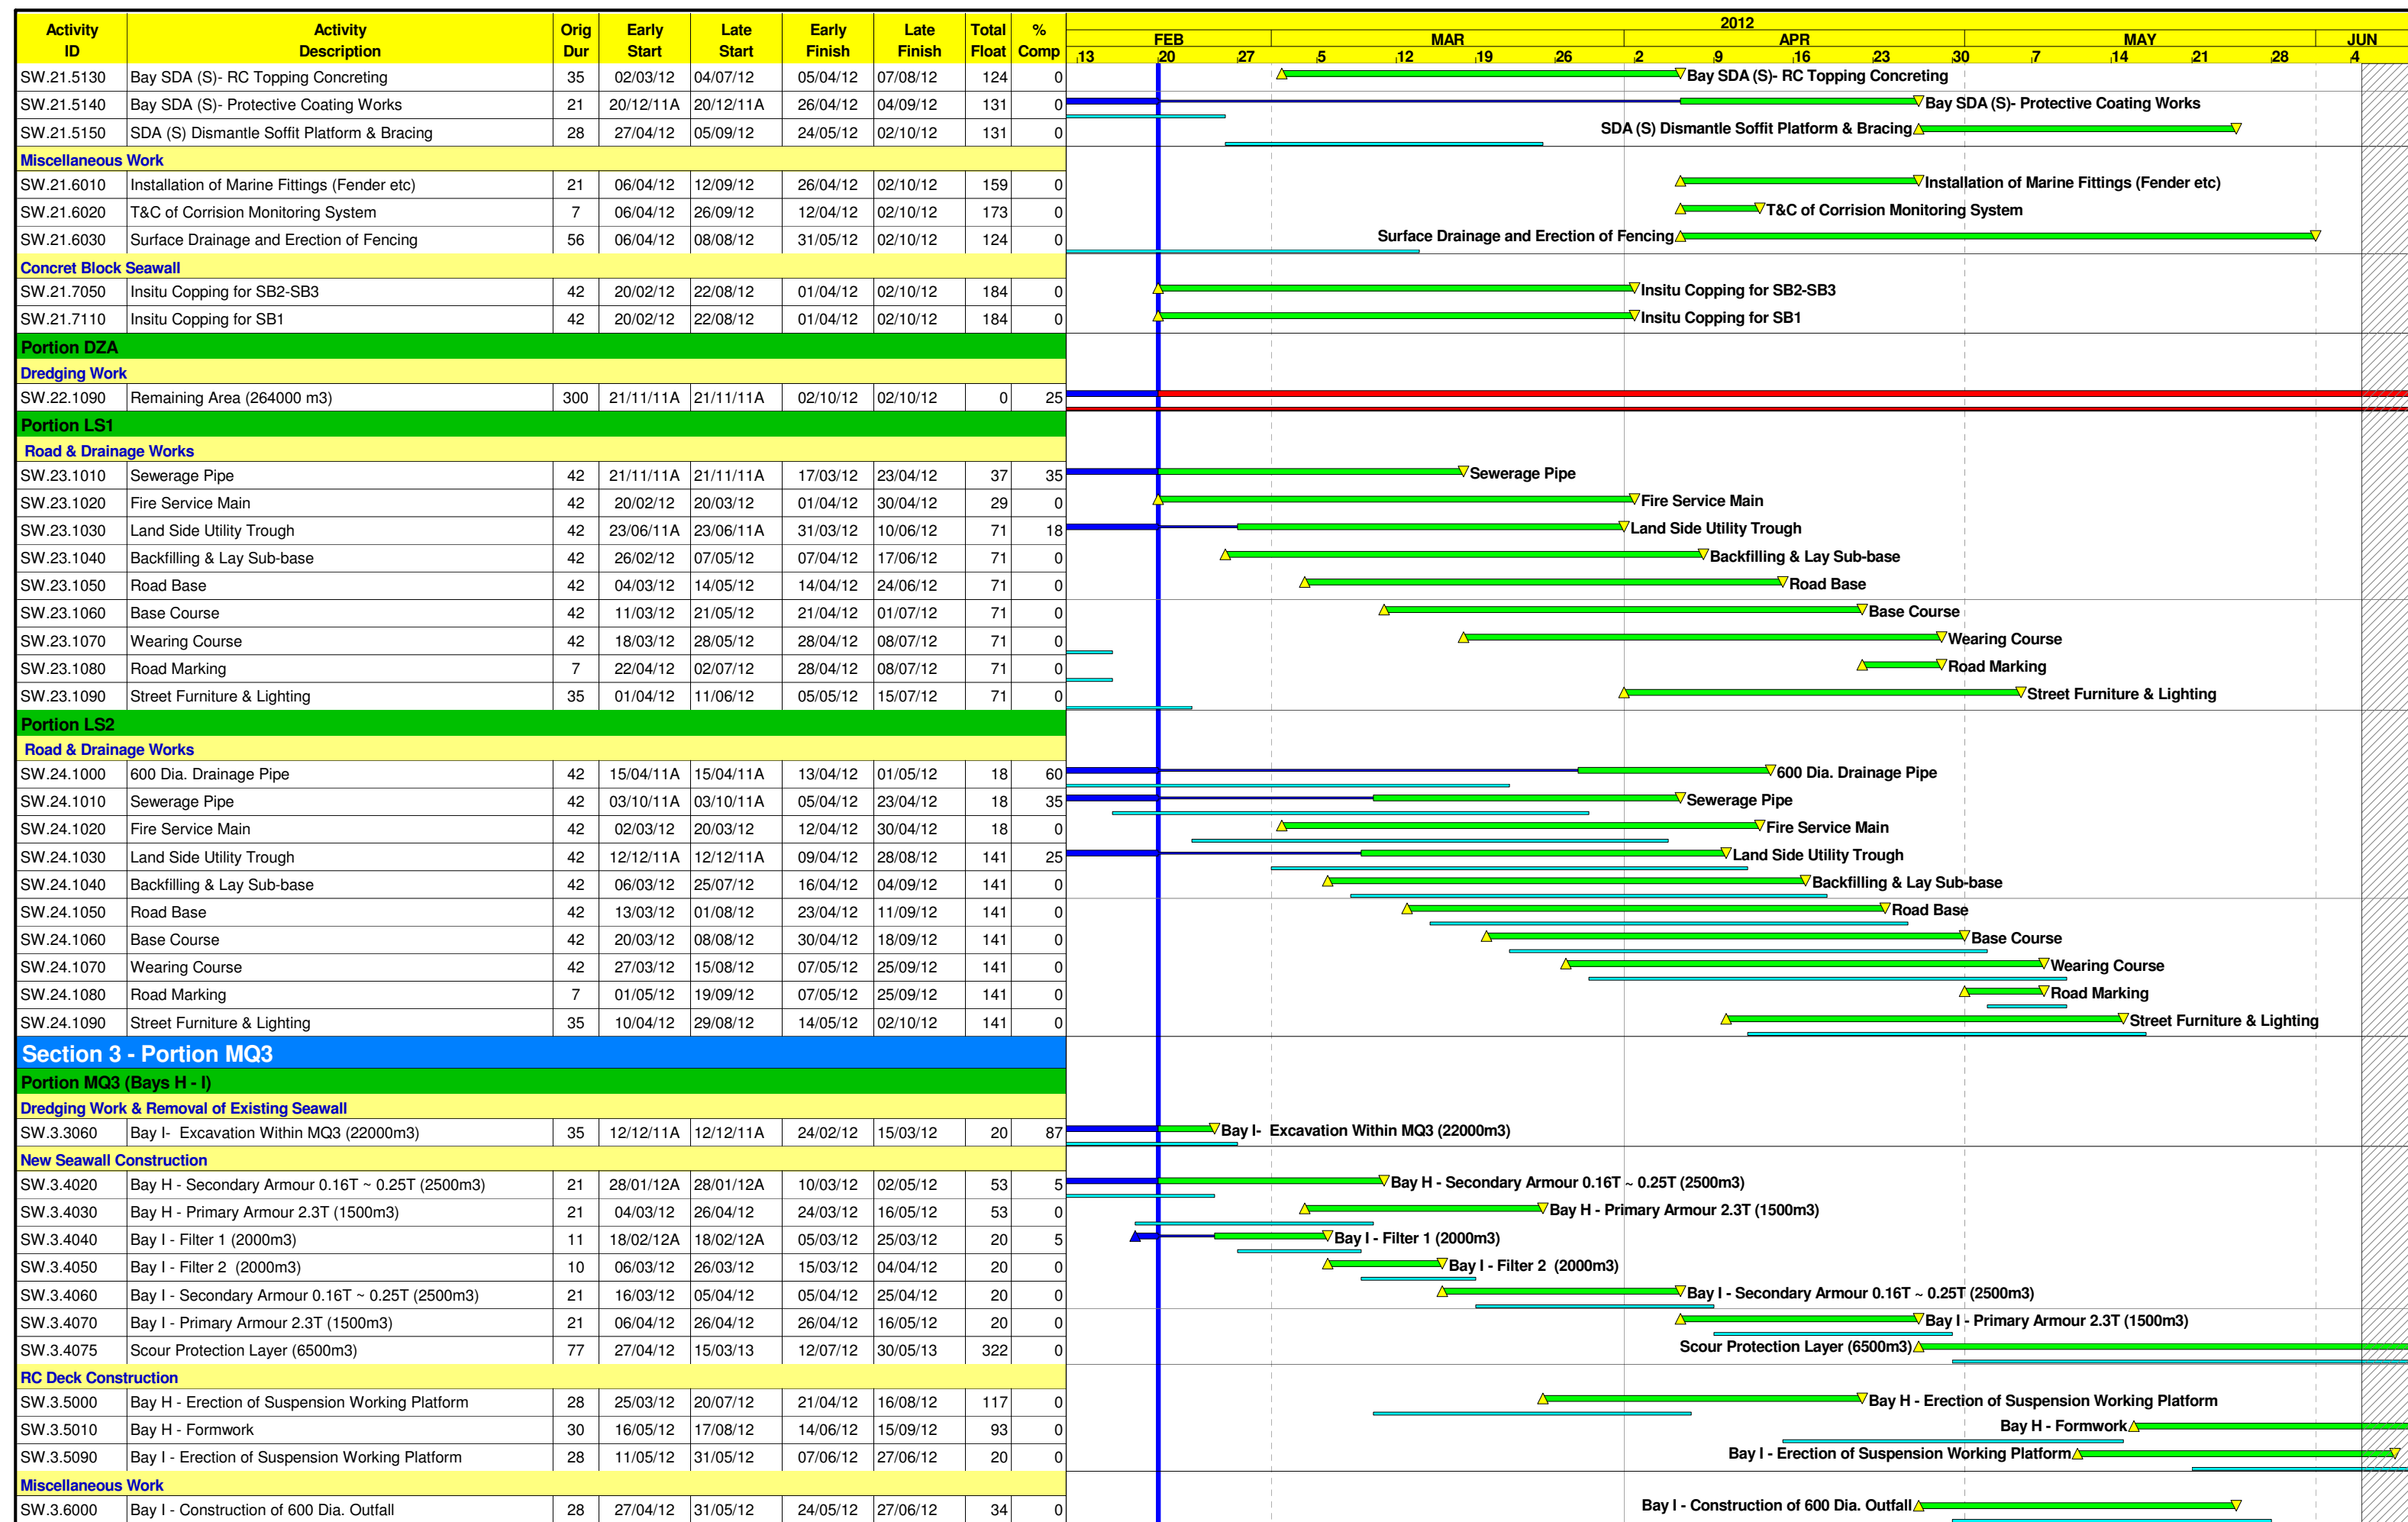 2012
Activity Activity Orig Early Late Early Late Total %
ID Description Dur Start Start Finish Finish Float Comp
FEB MAR APR MAY JUN
13 20 27 5 12 19 26 2 9 16 23 30 7 14 21 28 4
SW.21.5130 Bay SDA (S)- RC Topping Concreting 35 02/03/12 04/07/12 05/04/12 07/08/12 124 0 Bay SDA (S)- RC Topping Concreting
SW.21.5140 Bay SDA (S)- Protective Coating Works 21 20/12/11A 20/12/11A 26/04/12 04/09/12 131 0 Bay SDA (S)- Protective Coating Works
SW.21.5150 SDA (S) Dismantle Soffit Platform & Bracing 28 27/04/12 05/09/12 24/05/12 02/10/12 131 0 SDA (S) Dismantle Soffit Platform & Bracing
Miscellaneous Work
SW.21.6010 Installation of Marine Fittings (Fender etc) 21 06/04/12 12/09/12 26/04/12 02/10/12 159 0 Installation of Marine Fittings (Fender etc)
SW.21.6020 T&C of Corrision Monitoring System 7 06/04/12 26/09/12 12/04/12 02/10/12 173 0 T&C of Corrision Monitoring System
SW.21.6030 Surface Drainage and Erection of Fencing 56 06/04/12 08/08/12 31/05/12 02/10/12 124 0 Surface Drainage and Erection of Fencing
Concret Block Seawall
SW.21.7050 Insitu Copping for SB2-SB3 42 20/02/12 22/08/12 01/04/12 02/10/12 184 0 Insitu Copping for SB2-SB3
SW.21.7110 Insitu Copping for SB1 42 20/02/12 22/08/12 01/04/12 02/10/12 184 0 Insitu Copping for SB1
Portion DZA
Dredging Work
SW.22.1090 Remaining Area (264000 m3) 300 21/11/11A 21/11/11A 02/10/12 02/10/12 0 25
Portion LS1
Road & Drainage Works
SW.23.1010 Sewerage Pipe 42 21/11/11A 21/11/11A 17/03/12 23/04/12 37 35 Sewerage Pipe
SW.23.1020 Fire Service Main 42 20/02/12 20/03/12 01/04/12 30/04/12 29 0 Fire Service Main
SW.23.1030 Land Side Utility Trough 42 23/06/11A 23/06/11A 31/03/12 10/06/12 71 18 Land Side Utility Trough
SW.23.1040 Backfilling & Lay Sub-base 42 26/02/12 07/05/12 07/04/12 17/06/12 71 0 Backfilling & Lay Sub-base
SW.23.1050 Road Base 42 04/03/12 14/05/12 14/04/12 24/06/12 71 0 Road Base
SW.23.1060 Base Course 42 11/03/12 21/05/12 21/04/12 01/07/12 71 0 Base Course
SW.23.1070 Wearing Course 42 18/03/12 28/05/12 28/04/12 08/07/12 71 0 Wearing Course
SW.23.1080 Road Marking 7 22/04/12 02/07/12 28/04/12 08/07/12 71 0 Road Marking
SW.23.1090 Street Furniture & Lighting 35 01/04/12 11/06/12 05/05/12 15/07/12 71 0 Street Furniture & Lighting
Portion LS2
Road & Drainage Works
SW.24.1000 600 Dia. Drainage Pipe 42 15/04/11A 15/04/11A 13/04/12 01/05/12 18 60 600 Dia. Drainage Pipe
SW.24.1010 Sewerage Pipe 42 03/10/11A 03/10/11A 05/04/12 23/04/12 18 35 Sewerage Pipe
SW.24.1020 Fire Service Main 42 02/03/12 20/03/12 12/04/12 30/04/12 18 0 Fire Service Main
SW.24.1030 Land Side Utility Trough 42 12/12/11A 12/12/11A 09/04/12 28/08/12 141 25 Land Side Utility Trough
SW.24.1040 Backfilling & Lay Sub-base 42 06/03/12 25/07/12 16/04/12 04/09/12 141 0 Backfilling & Lay Sub-base
SW.24.1050 Road Base 42 13/03/12 01/08/12 23/04/12 11/09/12 141 0 Road Base
SW.24.1060 Base Course 42 20/03/12 08/08/12 30/04/12 18/09/12 141 0 Base Course
SW.24.1070 Wearing Course 42 27/03/12 15/08/12 07/05/12 25/09/12 141 0 Wearing Course
SW.24.1080 Road Marking 7 01/05/12 19/09/12 07/05/12 25/09/12 141 0 Road Marking
SW.24.1090 Street Furniture & Lighting 35 10/04/12 29/08/12 14/05/12 02/10/12 141 0 Street Furniture & Lighting
Section 3 - Portion MQ3
Portion MQ3 (Bays H - I)
Dredging Work & Removal of Existing Seawall
SW.3.3060 Bay I- Excavation Within MQ3 (22000m3) 35 12/12/11A 12/12/11A 24/02/12 15/03/12 20 87 Bay I- Excavation Within MQ3 (22000m3)
New Seawall Construction
SW.3.4020 Bay H - Secondary Armour 0.16T ~ 0.25T (2500m3) 21 28/01/12A 28/01/12A 10/03/12 02/05/12 53 5 Bay H - Secondary Armour 0.16T ~ 0.25T (2500m3)
SW.3.4030 Bay H - Primary Armour 2.3T (1500m3) 21 04/03/12 26/04/12 24/03/12 16/05/12 53 0 Bay H - Primary Armour 2.3T (1500m3)
SW.3.4040 Bay I - Filter 1 (2000m3) 11 18/02/12A 18/02/12A 05/03/12 25/03/12 20 5 Bay I - Filter 1 (2000m3)
SW.3.4050 Bay I - Filter 2 (2000m3) 10 06/03/12 26/03/12 15/03/12 04/04/12 20 0 Bay I - Filter 2 (2000m3)
SW.3.4060 Bay I - Secondary Armour 0.16T ~ 0.25T (2500m3) 21 16/03/12 05/04/12 05/04/12 25/04/12 20 0 Bay I - Secondary Armour 0.16T ~ 0.25T (2500m3)
SW.3.4070 Bay I - Primary Armour 2.3T (1500m3) 21 06/04/12 26/04/12 26/04/12 16/05/12 20 0 Bay I - Primary Armour 2.3T (1500m3)
SW.3.4075 Scour Protection Layer (6500m3) 77 27/04/12 15/03/13 12/07/12 30/05/13 322 0 Scour Protection Layer (6500m3)
RC Deck Construction
SW.3.5000 Bay H - Erection of Suspension Working Platform 28 25/03/12 20/07/12 21/04/12 16/08/12 117 0 Bay H - Erection of Suspension Working Platform
SW.3.5010 Bay H - Formwork 30 16/05/12 17/08/12 14/06/12 15/09/12 93 0 Bay H - Formwork
SW.3.5090 Bay I - Erection of Suspension Working Platform 28 11/05/12 31/05/12 07/06/12 27/06/12 20 0 Bay I - Erection of Suspension Working Platform
Miscellaneous Work
SW.3.6000 Bay I - Construction of 600 Dia. Outfall 28 27/04/12 31/05/12 24/05/12 27/06/12 34 0 Bay I - Construction of 600 Dia. Outfall